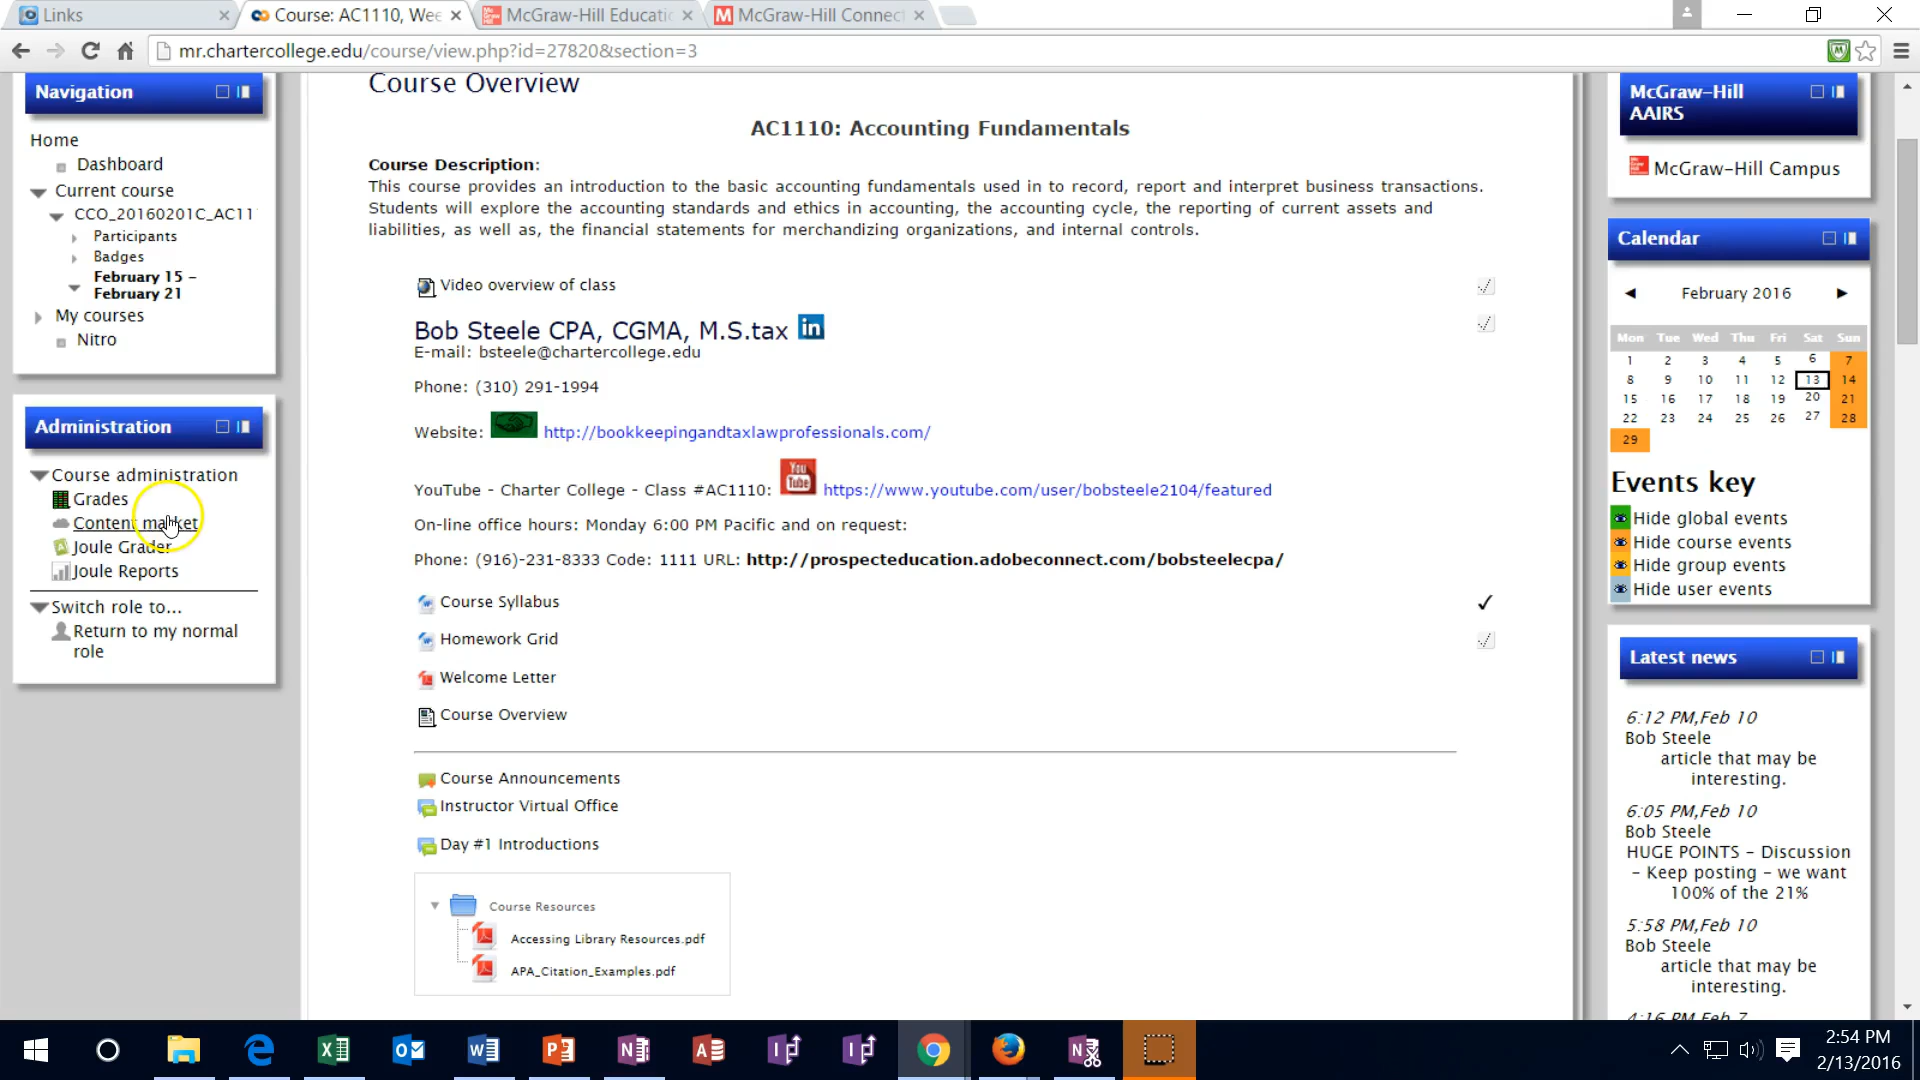 Links
Course: AC1110, Wee
McGraw-Hill Educatio
McGraw-Hill Connect
mr.chartercollege.edu/course/view.php?id=27820&section=3
Navigation
Home
Dashboard
Current course
CCO_20160201C_AC11
Participants
Badges
February 15 -
February 21
My courses
Nitro
Administration
Course administration
Grades
Content market
Joule Grader
Joule Reports
Switch role to...
Return to my normal
role
Course Overview
AC1110: Accounting Fundamentals
Course Description:
This course provides an introduction to the basic accounting fundamentals used in to record, report and interpret business transactions.
Students will explore the accounting standards and ethics in accounting, the accounting cycle, the reporting of current assets and
liabilities, as well as, the financial statements for merchandizing organizations, and internal controls.
Video overview of class
Bob Steele CPA, CGMA, M.S.tax in
E-mail: bsteele@chartercollege.edu
Phone: (310) 291-1994
Website: http://bookkeepingandtaxlawprofessionals.com/
YouTube - Charter College - Class #AC1110: You Tube https://www.youtube.com/user/bobsteele2104/featured
On-line office hours: Monday 6:00 PM Pacific and on request:
Phone: (916)-231-8333 Code: 1111 URL: http://prospecteducation.adobeconnect.com/bobsteelecpa/
Course Syllabus
Homework Grid
Welcome Letter
Course Overview
Course Announcements
Instructor Virtual Office
Day #1 Introductions
Course Resources
Accessing Library Resources.pdf
APA_Citation_Examples.pdf
McGraw-Hill
AAIRS
McGraw-Hill Campus
Calendar
February 2016
Mon Tue Wed Thu Fri Sat Sun
1 2 3 4 5 6 7
8 9 10 11 12 13 14
15 16 17 18 19 20 21
22 23 24 25 26 27 28
29
Events key
Hide global events
Hide course events
Hide group events
Hide user events
Latest news
6:12 PM,Feb 10
Bob Steele
article that may be
interesting.
6:05 PM,Feb 10
Bob Steele
HUGE POINTS - Discussion
- Keep posting - we want
100% of the 21%
5:58 PM,Feb 10
Bob Steele
article that may be
interesting.
4:16 PM,Feb 7
2:54 PM
2/13/2016